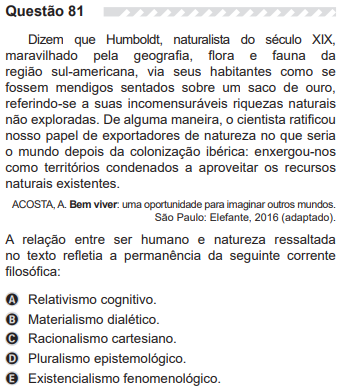 Questão 81
Dizem que Humboldt, naturalista do século XIX,
maravilhado pela geografia, flora e fauna da
região sul-americana, via seus habitantes como se
fossem mendigos sentados sobre um saco de ouro,
referindo-se a suas incomensuráveis riquezas naturais
não exploradas. De alguma maneira, o cientista ratificou
nosso papel de exportadores de natureza no que seria
o mundo depois da colonização ibérica: enxergou-nos
como territórios condenados a aproveitar os recursos
naturais existentes.
ACOSTA, A. Bem viver: uma oportunidade para imaginar outros mundos.
São Paulo: Elefante, 2016 (adaptado).
A relação entre ser humano e natureza ressaltada
no texto refletia a permanência da seguinte corrente
filosófica:
A Relativismo cognitivo.
B Materialismo dialético.
C Racionalismo cartesiano.
D Pluralismo epistemológico.
E Existencialismo fenomenológico.